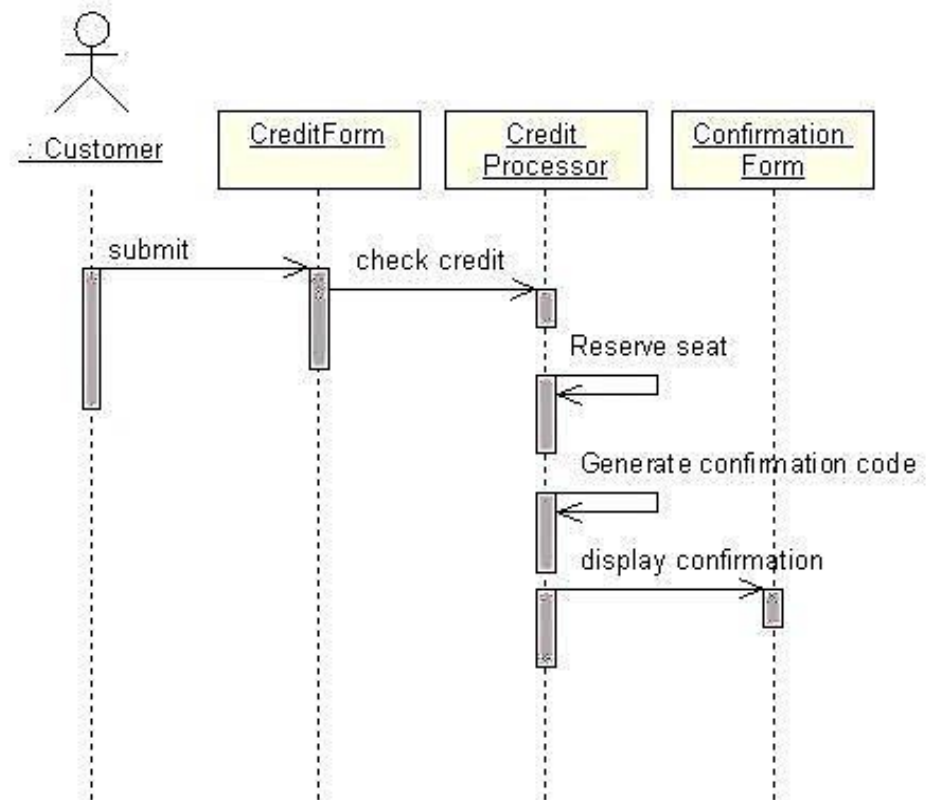 : Customer
CreditForm
Credit
Processor
Confirmation
Form
submit
check credit
Reserve seat
Generate confirmation code
display confirmation